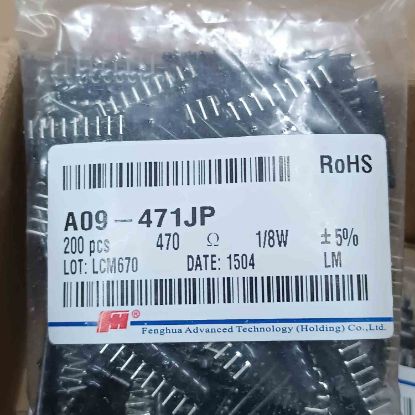 RoHS
A09-471JP
200 pcs 470 Ω 1/8W ±5%
LOT: LCM670 DATE: 1504 LM
FH Fenghua Advanced Technology (Holding) Co.,Ltd.